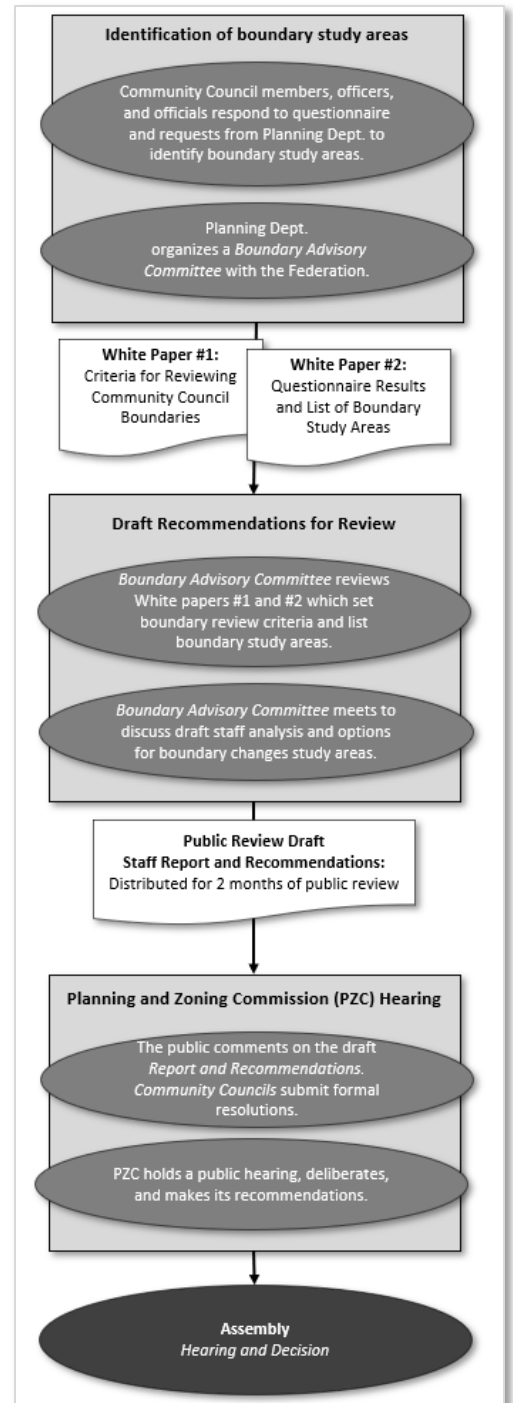 Identification of boundary study areas
Community Council members, officers,
and officials respond to questionnaire
and requests from Planning Dept. to
identify boundary study areas.
Planning Dept.
organizes a Boundary Advisory
Committee with the Federation.
White Paper #1:
Criteria for Reviewing
Community Council
Boundaries
White Paper #2:
Questionnaire Results
and List of Boundary
Study Areas
Draft Recommendations for Review
Boundary Advisory Committee reviews
White papers #1 and #2 which set
boundary review criteria and list
boundary study areas.
Boundary Advisory Committee meets to
discuss draft staff analysis and options
for boundary changes study areas.
Public Review Draft
Staff Report and Recommendations:
Distributed for 2 months of public review
Planning and Zoning Commission (PZC) Hearing
The public comments on the draft
Report and Recommendations.
Community Councils submit formal
resolutions.
PZC holds a public hearing, deliberates,
and makes its recommendations.
Assembly
Hearing and Decision